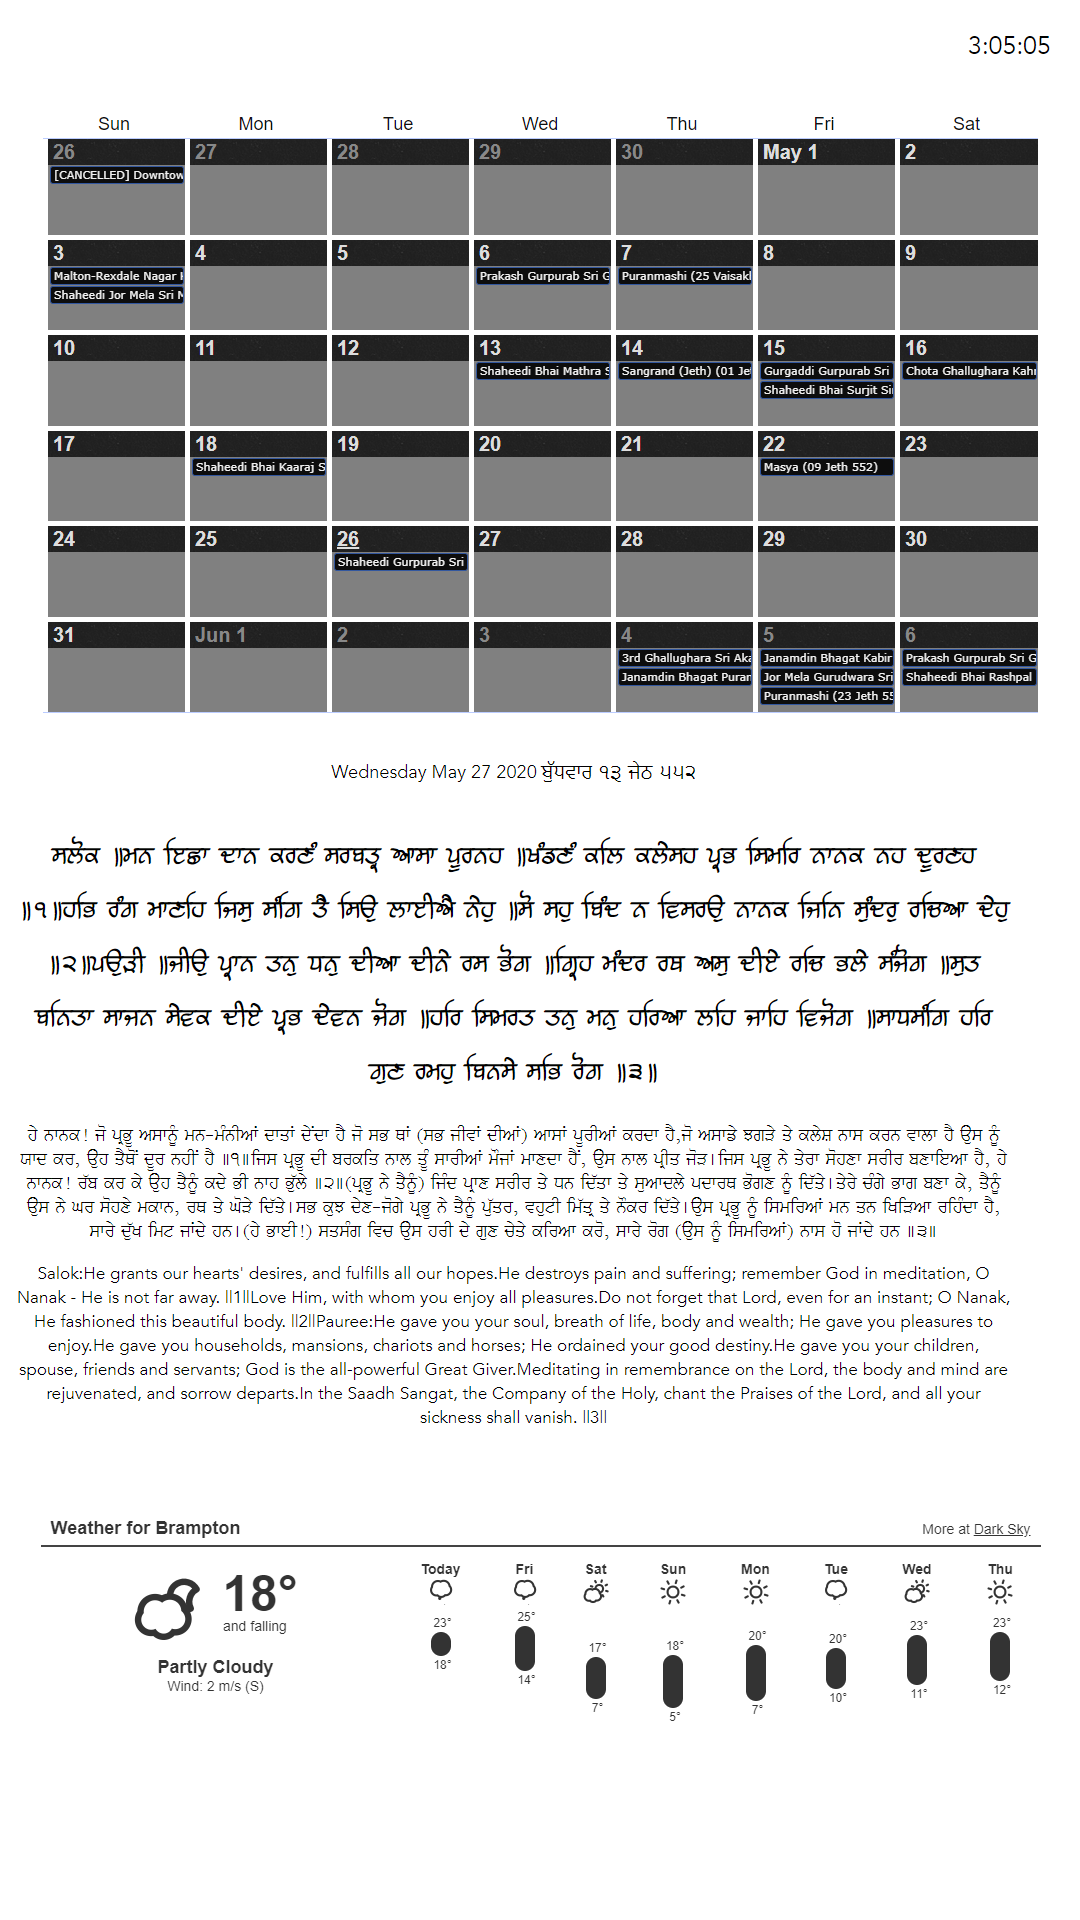 3:05:05
Sun Mon Tue Wed Thu Fri Sat
26 27 28 29 30 May 1 2
[CANCELLED] Downtow
3 4 5 6 7 8 9
Malton-Rexdale Nagar Prakash Gurpurab Sri G Puranmashi (25 Vaisak
Shaheedi Jor Mela Sri
10 11 12 13 14 15 16
Shaheedi Bhai Mathra S Sangrand (Jeth) (01 Je Gurgaddi Gurpurab Sri Chota Ghallughara Kah
Shaheedi Bhai Surjit Si
17 18 19 20 21 22 23
Shaheedi Bhai Kaaraj S Masya (09 Jeth 552)
24 25 26 27 28 29 30
Shaheedi Gurpurab Sri
31 Jun 1 2 3 4 5 6
3rd Ghallughara Sri Aka Janamdin Bhagat Kabir Prakash Gurpurab Sri G
Janamdin Bhagat Puran Jor Mela Gurudwara Sri Shaheedi Bhai Rashpal
Puranmashi (23 Jeth 55
Wednesday May 27 2020 ਬੁੱਧਵਾਰ ੧੩ ਜੇਠ ੫੫੨
ਸਲੋਕ ॥ਮਨ ਇਛਾ ਦਾਨ ਕਰਣੰ ਸਰਬਤ੍ਰ ਆਸਾ ਪੂਰਨਹ ॥ਖੰਡਣੰ ਕਲਿ ਕਲੇਸਹ ਪ੍ਰਭ ਸਿਮਰਿ ਨਾਨਕ ਨਹ ਦੂਰਣਹ
॥੧॥ਹਭਿ ਰੰਗ ਮਾਣਹਿ ਜਿਸੁ ਸੰਗਿ ਤੈ ਸਿਉ ਲਾਈਐ ਨੇਹੁ ॥ਸੋ ਸਹੁ ਬਿੰਦ ਨ ਵਿਸਰਉ ਨਾਨਕ ਜਿਨਿ ਸੁੰਦਰੁ ਰਚਿਆ ਦੇਹੁ
॥੨॥ਪਉੜੀ ॥ਜੀਉ ਪ੍ਰਾਨ ਤਨੁ ਧਨੁ ਦੀਆ ਦੀਨੇ ਰਸ ਭੋਗ ॥ਗ੍ਰਿਹ ਮੰਦਰ ਰਥ ਅਸੁ ਦੀਏ ਰਚਿ ਭਲੇ ਸੰਜੋਗ ॥ਸੁਤ
ਬਨਿਤਾ ਸਾਜਨ ਸੇਵਕ ਦੀਏ ਪ੍ਰਭ ਦੇਵਨ ਜੋਗ ॥ਹਰਿ ਸਿਮਰਤ ਤਨੁ ਮਨੁ ਹਰਿਆ ਲਹਿ ਜਾਹਿ ਵਿਜੋਗ ॥ਸਾਧਸੰਗਿ ਹਰਿ
ਗੁਣ ਰਮਹੁ ਬਿਨਸੇ ਸਭਿ ਰੋਗ ॥੩॥
ਹੇ ਨਾਨਕ! ਜੋ ਪ੍ਰਭੂ ਅਸਾਨੂੰ ਮਨ-ਮੰਨੀਆਂ ਦਾਤਾਂ ਦੇਂਦਾ ਹੈ ਜੋ ਸਭ ਥਾਂ (ਸਭ ਜੀਵਾਂ ਦੀਆਂ) ਆਸਾਂ ਪੂਰੀਆਂ ਕਰਦਾ ਹੈ,ਜੋ ਅਸਾਡੇ ਝਗੜੇ ਤੇ ਕਲੇਸ਼ ਨਾਸ ਕਰਨ ਵਾਲਾ ਹੈ ਉਸ ਨੂੰ
ਯਾਦ ਕਰ, ਉਹ ਤੈਥੋਂ ਦੂਰ ਨਹੀਂ ਹੈ ॥੧॥ਜਿਸ ਪ੍ਰਭੂ ਦੀ ਬਰਕਤਿ ਨਾਲ ਤੂੰ ਸਾਰੀਆਂ ਮੌਜਾਂ ਮਾਣਦਾ ਹੈਂ, ਉਸ ਨਾਲ ਪ੍ਰੀਤ ਜੋੜ।ਜਿਸ ਪ੍ਰਭੂ ਨੇ ਤੇਰਾ ਸੋਹਣਾ ਸਰੀਰ ਬਣਾਇਆ ਹੈ, ਹੇ
ਨਾਨਕ! ਰੱਬ ਕਰ ਕੇ ਉਹ ਤੈਨੂੰ ਕਦੇ ਭੀ ਨਾਹ ਭੁੱਲੇ ॥੨॥(ਪ੍ਰਭੂ ਨੇ ਤੈਨੂੰ) ਜਿੰਦ ਪ੍ਰਾਣ ਸਰੀਰ ਤੇ ਧਨ ਦਿੱਤਾ ਤੇ ਸੁਆਦਲੇ ਪਦਾਰਥ ਭੋਗਣ ਨੂੰ ਦਿੱਤੇ।ਤੇਰੇ ਚੰਗੇ ਭਾਗ ਬਣਾ ਕੇ, ਤੈਨੂੰ
ਉਸ ਨੇ ਘਰ ਸੋਹਣੇ ਮਕਾਨ, ਰਥ ਤੇ ਘੋੜੇ ਦਿੱਤੇ।ਸਭ ਕੁਝ ਦੇਣ-ਜੋਗੇ ਪ੍ਰਭੂ ਨੇ ਤੈਨੂੰ ਪੁੱਤਰ, ਵਹੁਟੀ ਮਿੱਤ੍ਰ ਤੇ ਨੌਕਰ ਦਿੱਤੇ।ਉਸ ਪ੍ਰਭੂ ਨੂੰ ਸਿਮਰਿਆਂ ਮਨ ਤਨ ਖਿੜਿਆ ਰਹਿੰਦਾ ਹੈ,
ਸਾਰੇ ਦੁੱਖ ਮਿਟ ਜਾਂਦੇ ਹਨ।(ਹੇ ਭਾਈ!) ਸਤਸੰਗ ਵਿਚ ਉਸ ਹਰੀ ਦੇ ਗੁਣ ਚੇਤੇ ਕਰਿਆ ਕਰੋ, ਸਾਰੇ ਰੋਗ (ਉਸ ਨੂੰ ਸਿਮਰਿਆਂ) ਨਾਸ ਹੋ ਜਾਂਦੇ ਹਨ ॥੩॥
Salok:He grants our hearts' desires, and fulfills all our hopes.He destroys pain and suffering; remember God in meditation, O
Nanak - He is not far away. ||1||Love Him, with whom you enjoy all pleasures.Do not forget that Lord, even for an instant; O Nanak,
He fashioned this beautiful body. ||2||Pauree:He gave you your soul, breath of life, body and wealth; He gave you pleasures to
enjoy.He gave you households, mansions, chariots and horses; He ordained your good destiny.He gave you your children,
spouse, friends and servants; God is the all-powerful Great Giver.Meditating in remembrance on the Lord, the body and mind are
rejuvenated, and sorrow departs.In the Saadh Sangat, the Company of the Holy, chant the Praises of the Lord, and all your
sickness shall vanish. ||3||
Weather for Brampton More at Dark Sky
Today Fri Sat Sun Mon Tue Wed Thu
18° and falling
Partly Cloudy
Wind: 2 m/s (S)
23° 25° 17° 18° 20° 20° 23° 23°
18° 14° 7° 5° 7° 10° 11° 12°